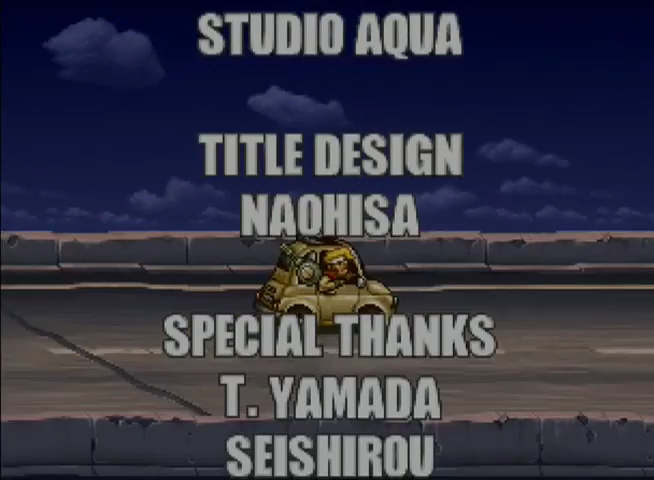 STUDIO AQUA
TITLE DESIGN
NAOHISA
SPECIAL THANKS
T. YAMADA
SEISHIROU